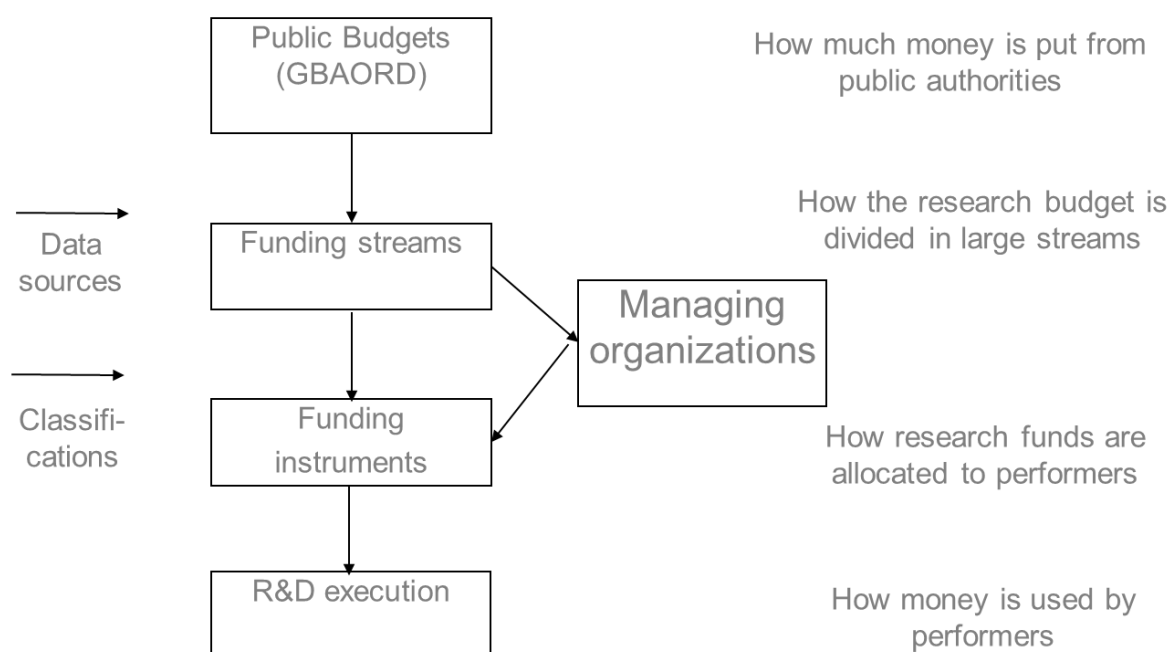 Public Budgets
(GBAORD)
How much money is put from
public authorities
Data
sources
Funding streams
How the research budget is
divided in large streams
Managing
organizations
Classifi-
cations
Funding
instruments
How research funds are
allocated to performers
R&D execution
How money is used by
performers